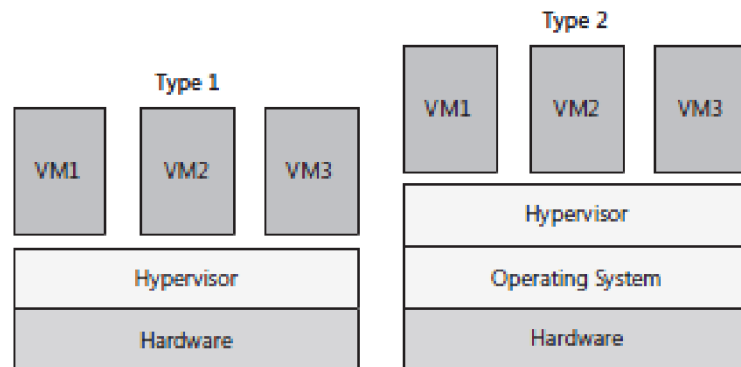 Type 1
VM1
VM2
VM3
Hypervisor
Hardware
Type 2
VM1
VM2
VM3
Hypervisor
Operating System
Hardware